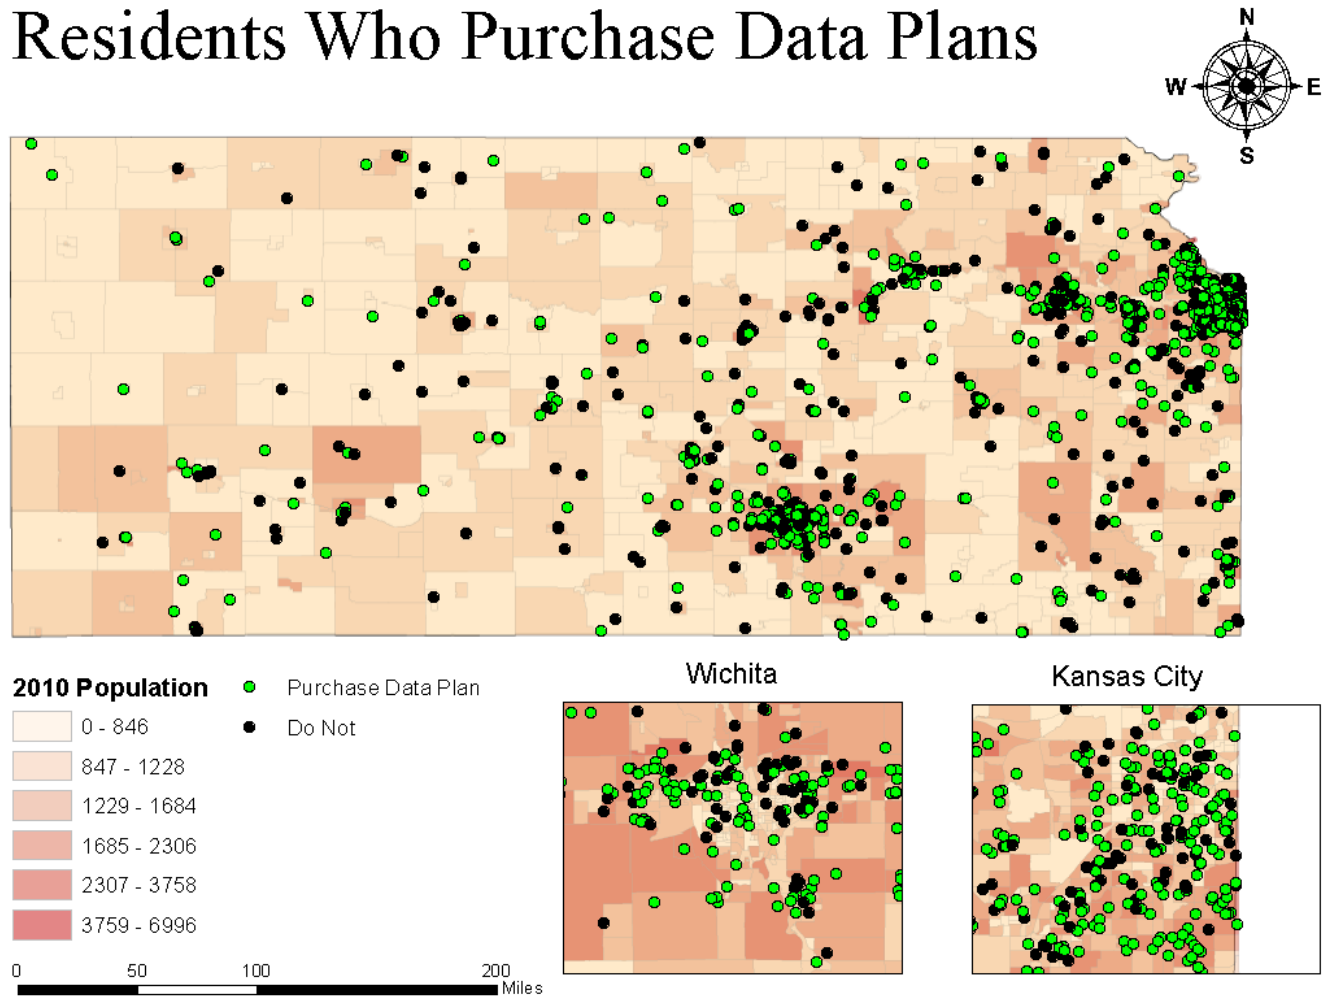 Residents Who Purchase Data Plans
N
W E
S
Wichita
Kansas City
2010 Population
0 - 846
847 - 1228
1229 - 1684
1685 - 2306
2307 - 3758
3759 - 6996
Purchase Data Plan
Do Not
0 50 100 200
Miles